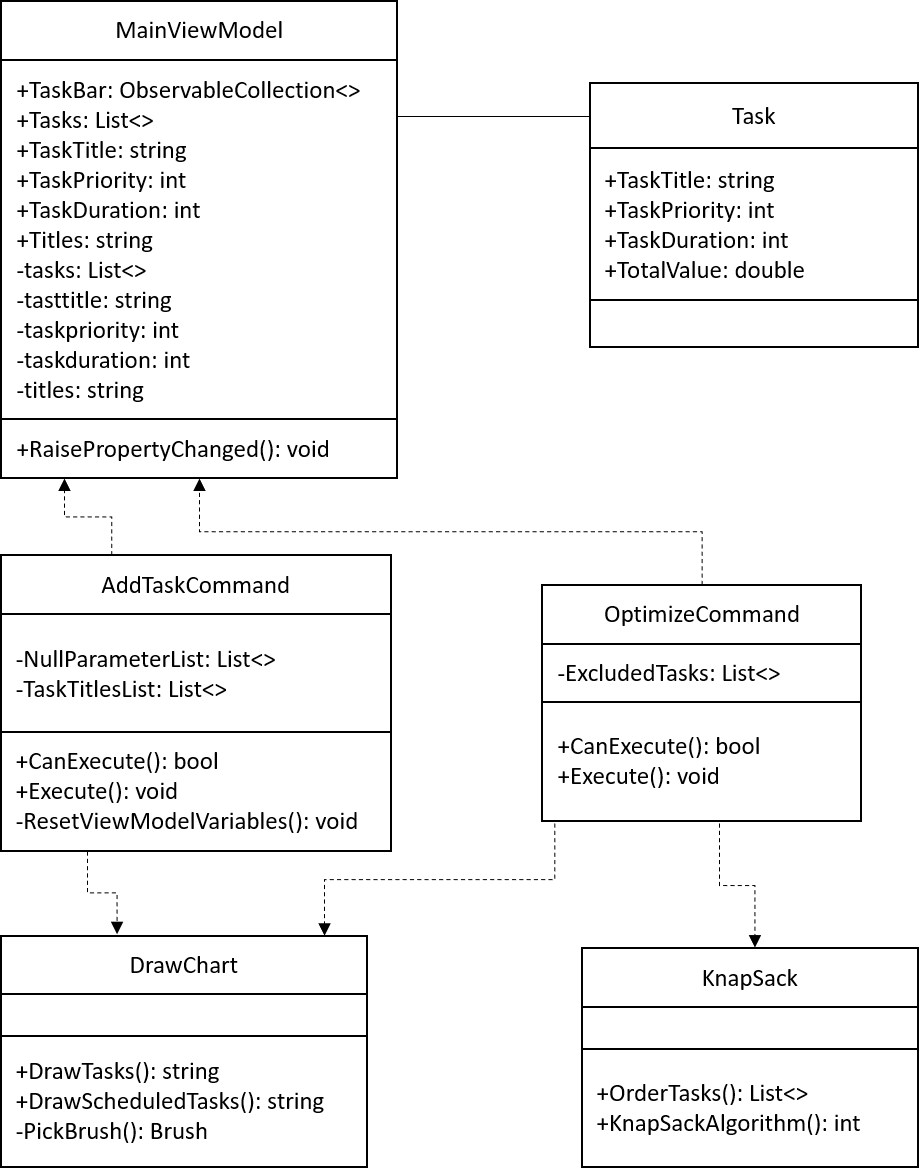 MainViewModel
+TaskBar: ObservableCollection<>
+Tasks: List<>
+TaskTitle: string
+TaskPriority: int
+TaskDuration: int
+Titles: string
-tasks: List<>
-tasttitle: string
-taskpriority: int
-taskduration: int
-titles: string
+RaisePropertyChanged(): void
Task
+TaskTitle: string
+TaskPriority: int
+TaskDuration: int
+TotalValue: double
AddTaskCommand
-NullParameterList: List<>
-TaskTitlesList: List<>
+CanExecute(): bool
+Execute(): void
-ResetViewModelVariables(): void
OptimizeCommand
-ExcludedTasks: List<>
+CanExecute(): bool
+Execute(): void
DrawChart
+DrawTasks(): string
+DrawScheduledTasks(): string
-PickBrush(): Brush
KnapSack
+OrderTasks(): List<>
+KnapSackAlgorithm(): int